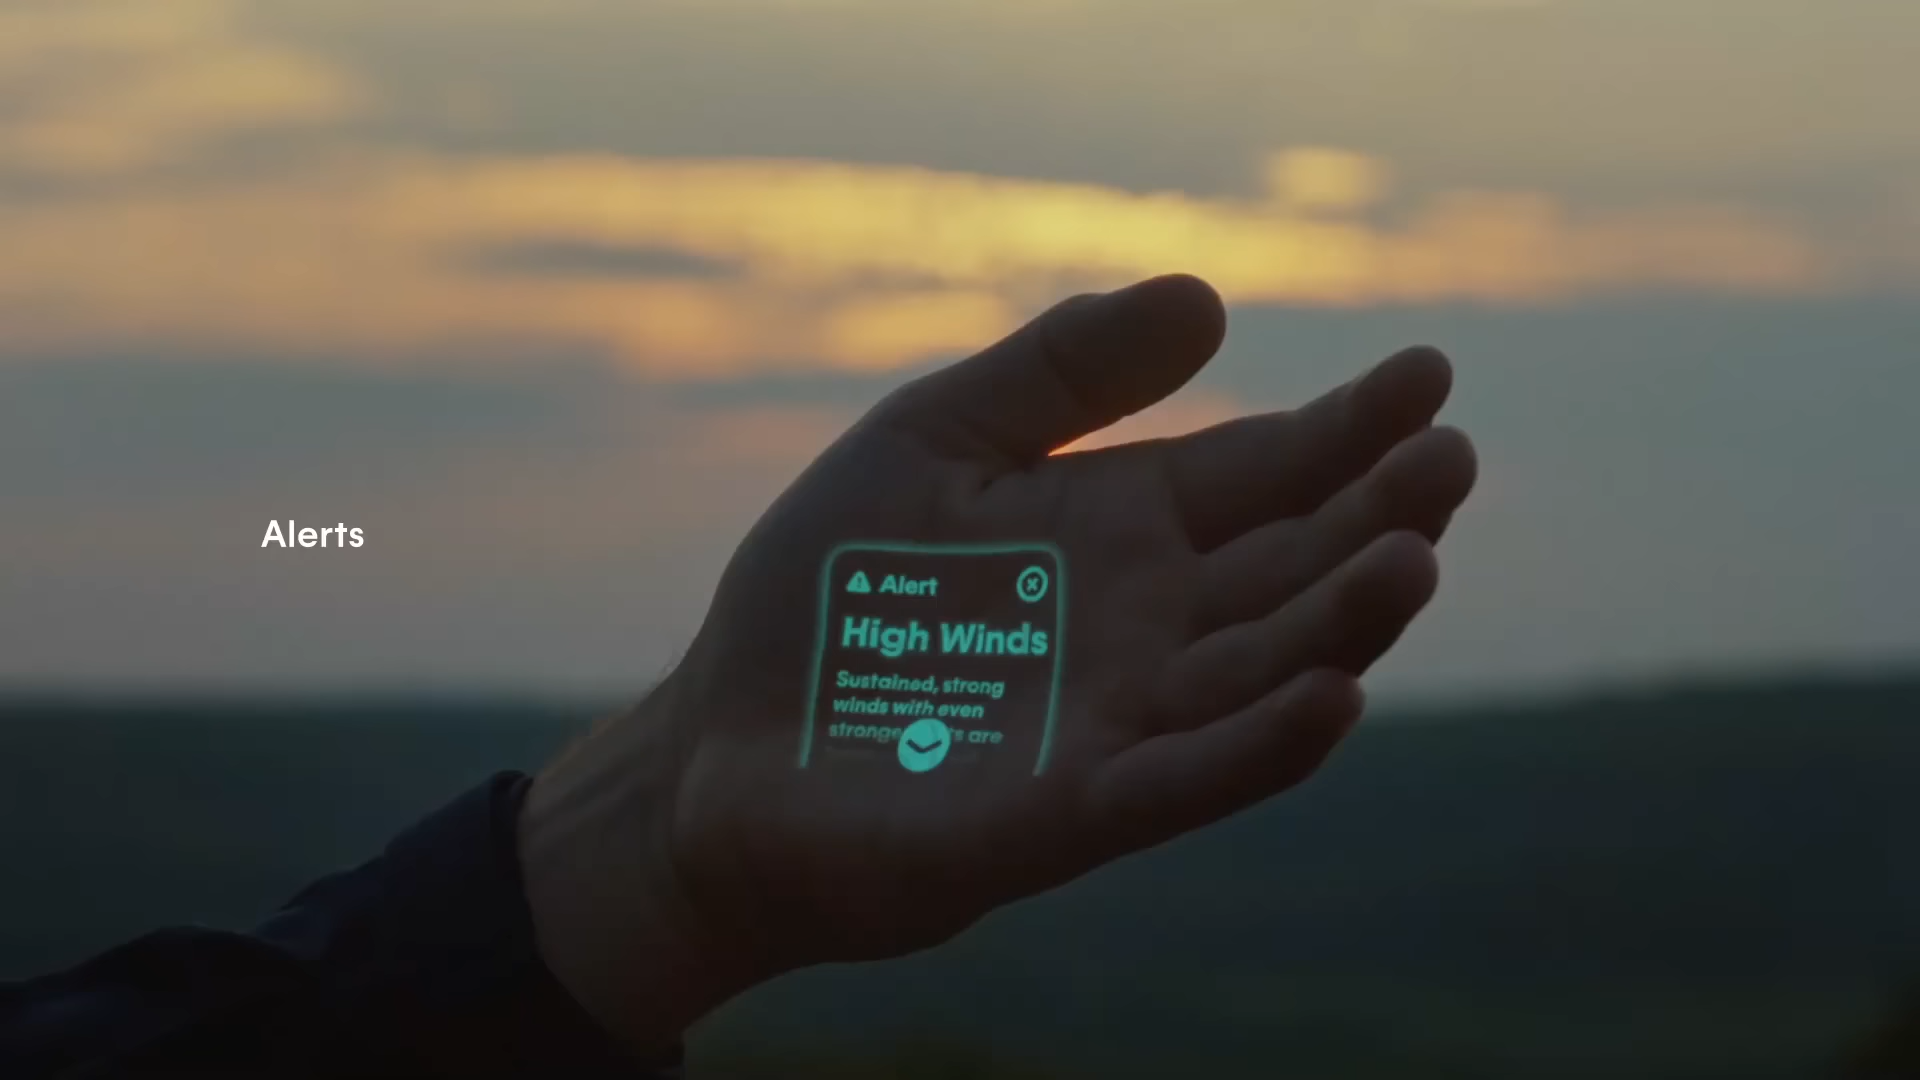 Alerts
Alert
High Winds
Sustained, strong
winds with even
are